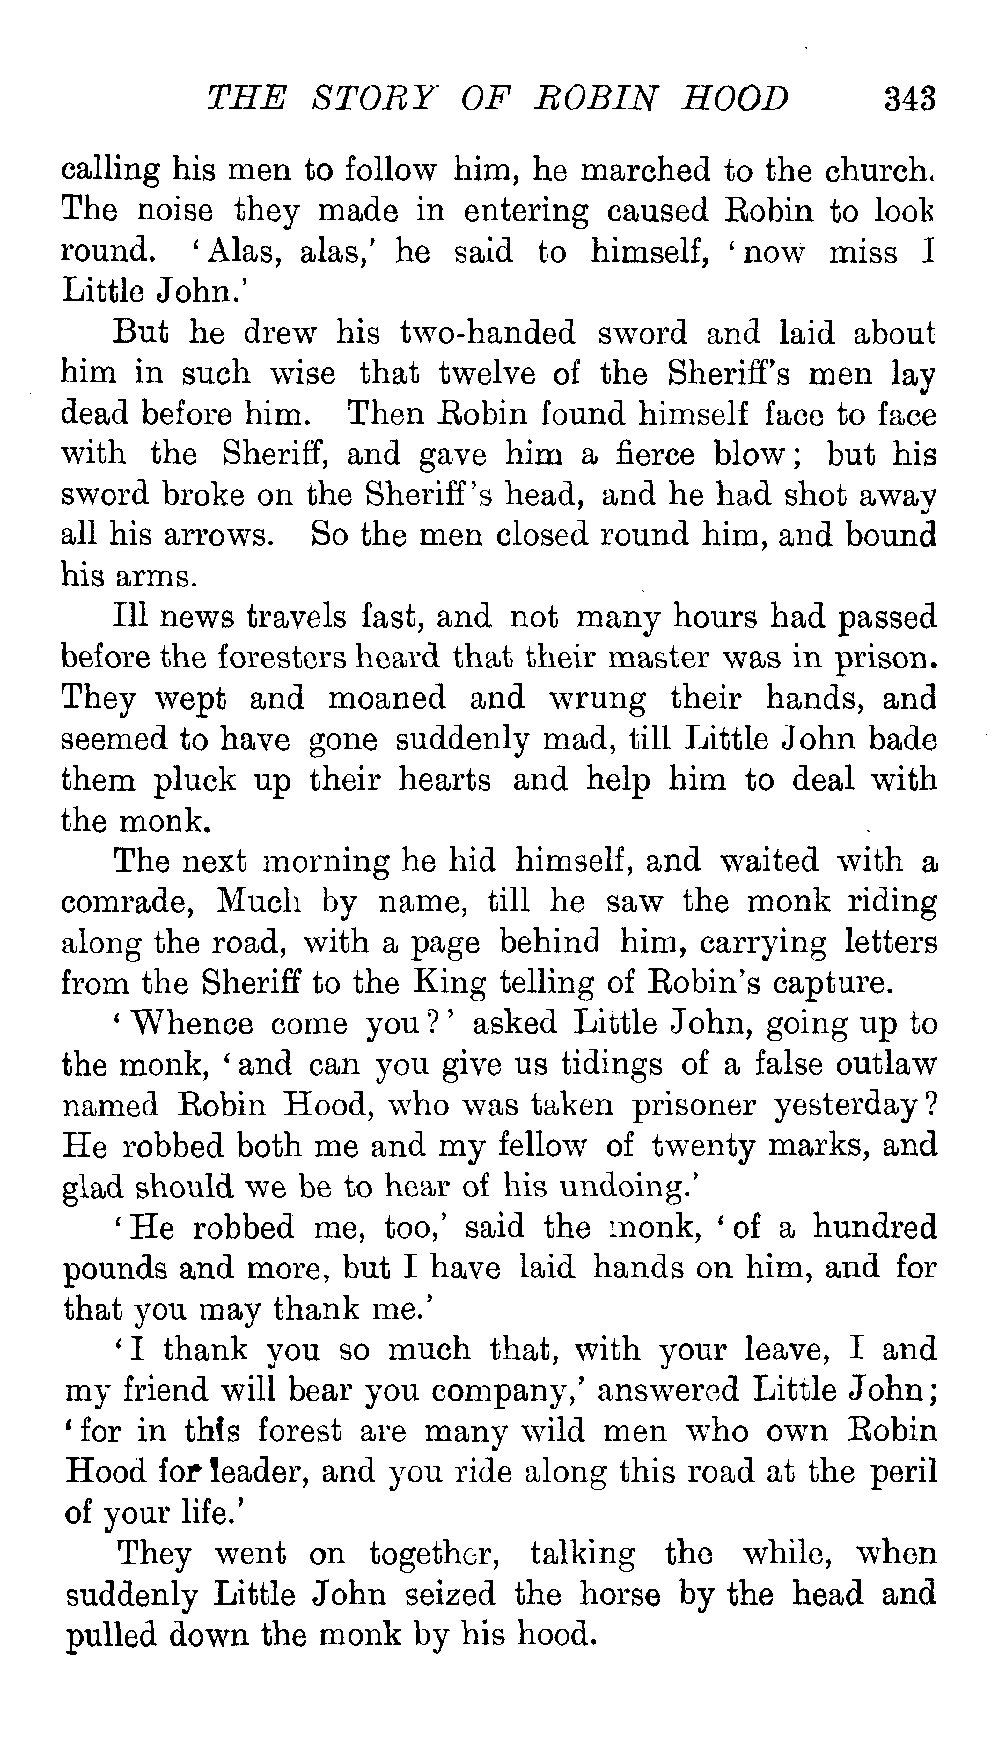 THE STORY OF ROBIN HOOD 343
calling his men to follow him, he marched to the church.
The noise they made in entering caused Robin to look
round. ‘Alas, alas,’ he said to himself, ‘now miss I
Little John.’
But he drew his two-handed sword and laid about
him in such wise that twelve of the Sheriff’s men lay
dead before him. Then Robin found himself face to face
with the Sheriff, and gave him a fierce blow; but his
sword broke on the Sheriff’s head, and he had shot away
all his arrows. So the men closed round him, and bound
his arms.
Ill news travels fast, and not many hours had passed
before the foresters heard that their master was in prison.
They wept and moaned and wrung their hands, and
seemed to have gone suddenly mad, till Little John bade
them pluck up their hearts and help him to deal with
the monk.
The next morning he hid himself, and waited with a
comrade, Much by name, till he saw the monk riding
along the road, with a page behind him, carrying letters
from the Sheriff to the King telling of Robin’s capture.
‘Whence come you?’ asked Little John, going up to
the monk, ‘and can you give us tidings of a false outlaw
named Robin Hood, who was taken prisoner yesterday?
He robbed both me and my fellow of twenty marks, and
glad should we be to hear of his undoing.’
‘He robbed me, too,’ said the monk, ‘of a hundred
pounds and more, but I have laid hands on him, and for
that you may thank me.’
‘I thank you so much that, with your leave, I and
my friend will bear you company,’ answered Little John;
‘for in this forest are many wild men who own Robin
Hood for leader, and you ride along this road at the peril
of your life.’
They went on together, talking the while, when
suddenly Little John seized the horse by the head and
pulled down the monk by his hood.